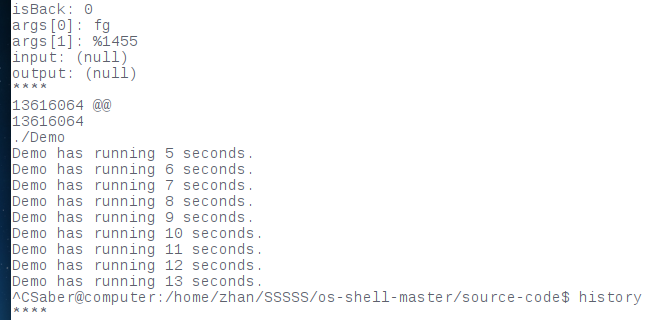 isBack: 0
args[0]: fg
args[1]: %1455
input: (null)
output: (null)
****
13616064 @@
13616064
./Demo
Demo has running 5 seconds.
Demo has running 6 seconds.
Demo has running 7 seconds.
Demo has running 8 seconds.
Demo has running 9 seconds.
Demo has running 10 seconds.
Demo has running 11 seconds.
Demo has running 12 seconds.
Demo has running 13 seconds.
^CSaber@computer:/home/zhan/SSSSS/os-shell-master/source-code$ history
****